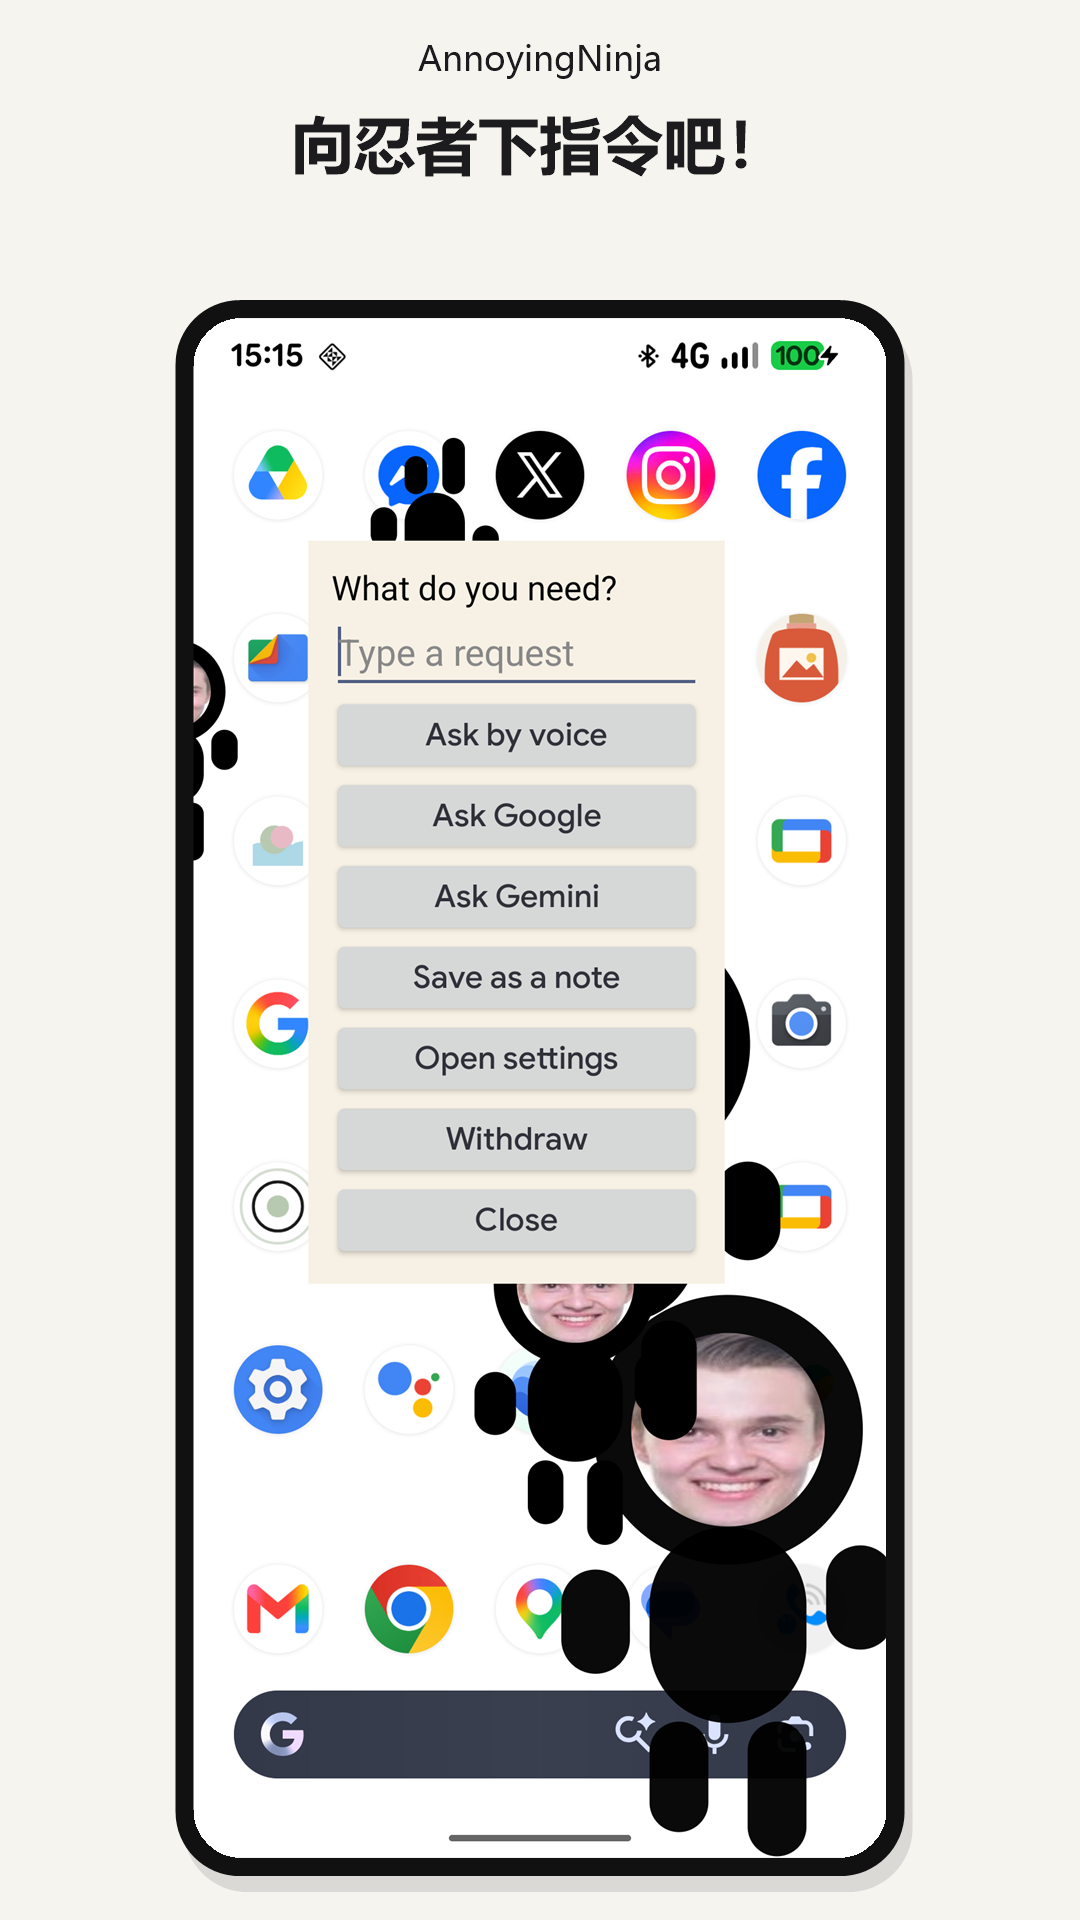 AnnoyingNinja
向忍者下指令吧！
15:15
4G
100
What do you need?
Type a request
Ask by voice
Ask Google
Ask Gemini
Save as a note
Open settings
Withdraw
Close